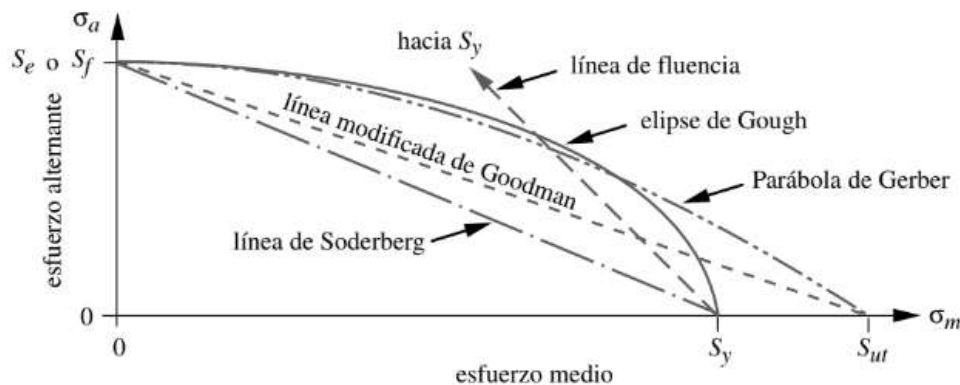 σa
Se o Sf
hacia Sy
línea de fluencia
elipse de Gough
línea modificada de Goodman
Parábola de Gerber
línea de Soderberg
esfuerzo alternante
0
σm
0
Sy
Sut
esfuerzo medio